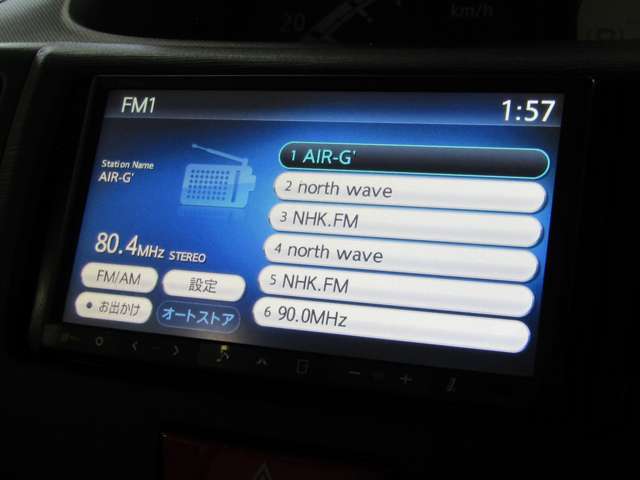 20
km/h
FM1
1:57
Station Name
AIR-G'
80.4MHz STEREO
FM/AM
設定
お出かけ
オートストア
1 AIR-G'
2 north wave
3 NHK.FM
4 north wave
5 NHK.FM
6 90.0MHz